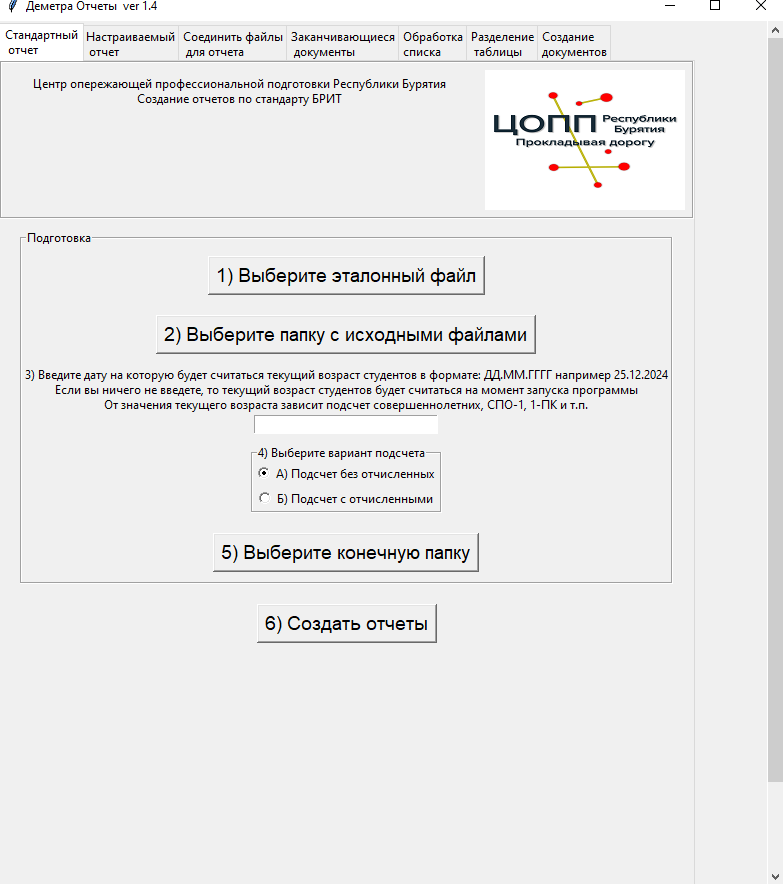 Деметра Отчеты ver 1.4
Стандартный отчет
Настраиваемый отчет
Соединить файлы для отчета
Заканчивающиеся документы
Обработка списка
Разделение таблицы
Создание документов
Центр опережающей профессиональной подготовки Республики Бурятия
Создание отчетов по стандарту БРИТ
ЦОПП Республики
Бурятия
Прокладывая дорогу
Подготовка
1) Выберите эталонный файл
2) Выберите папку с исходными файлами
3) Введите дату на которую будет считаться текущий возраст студентов в формате: ДД.ММ.ГГГГ например 25.12.2024
Если вы ничего не введете, то текущий возраст студентов будет считаться на момент запуска программы
От значения текущего возраста зависит подсчет совершеннолетних, СПО-1, 1-ПК и т.п.
4) Выберите вариант подсчета
А) Подсчет без отчисленных
Б) Подсчет с отчисленными
5) Выберите конечную папку
6) Создать отчеты